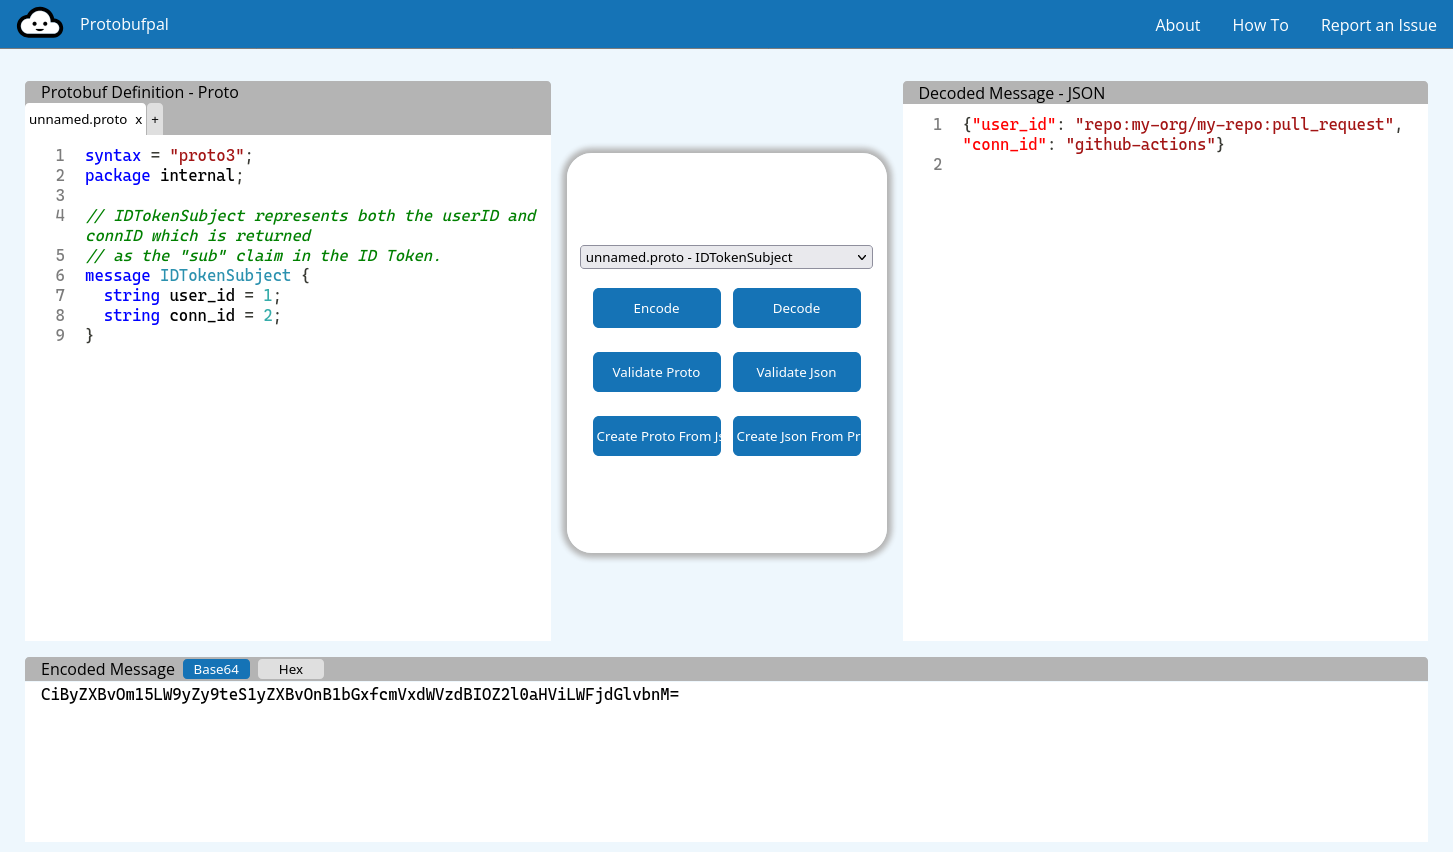 Protobufpal
About
How To
Report an Issue
Protobuf Definition - Proto
unnamed.proto x +
1 syntax = "proto3";
2 package internal;
3
4 // IDTokenSubject represents both the userID and
connID which is returned
5 // as the "sub" claim in the ID Token.
6 message IDTokenSubject {
7 string user_id = 1;
8 string conn_id = 2;
9 }
unnamed.proto - IDTokenSubject
Encode
Decode
Validate Proto
Validate Json
Create Proto From Js
Create Json From Pr
Decoded Message - JSON
1 {"user_id": "repo:my-org/my-repo:pull_request",
"conn_id": "github-actions"}
2
Encoded Message Base64 Hex
CiByZXBvOm15LW9yZy9teS1yZXBvOnB1bGxfcmVxdWVzdBIOZ2l0aHViLWFjdGlvbnM=